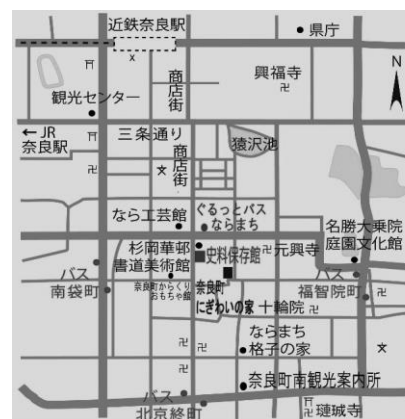 近鉄奈良駅
県庁
N
商店街
興福寺
観光センター
← JR
奈良駅
三条通り
猿沢池
商店街
なら工芸館
ぐるっとバス
ならまち
名勝大乗院
庭園文化館
杉岡華邨
書道美術館
史料保存館
元興寺
バス
南袋町
奈良町からくり
おもちゃ館
奈良町
にぎわいの家
十輪院
バス
福智院町
ならまち
格子の家
奈良町南観光案内所
バス
北京終町
璉珹寺